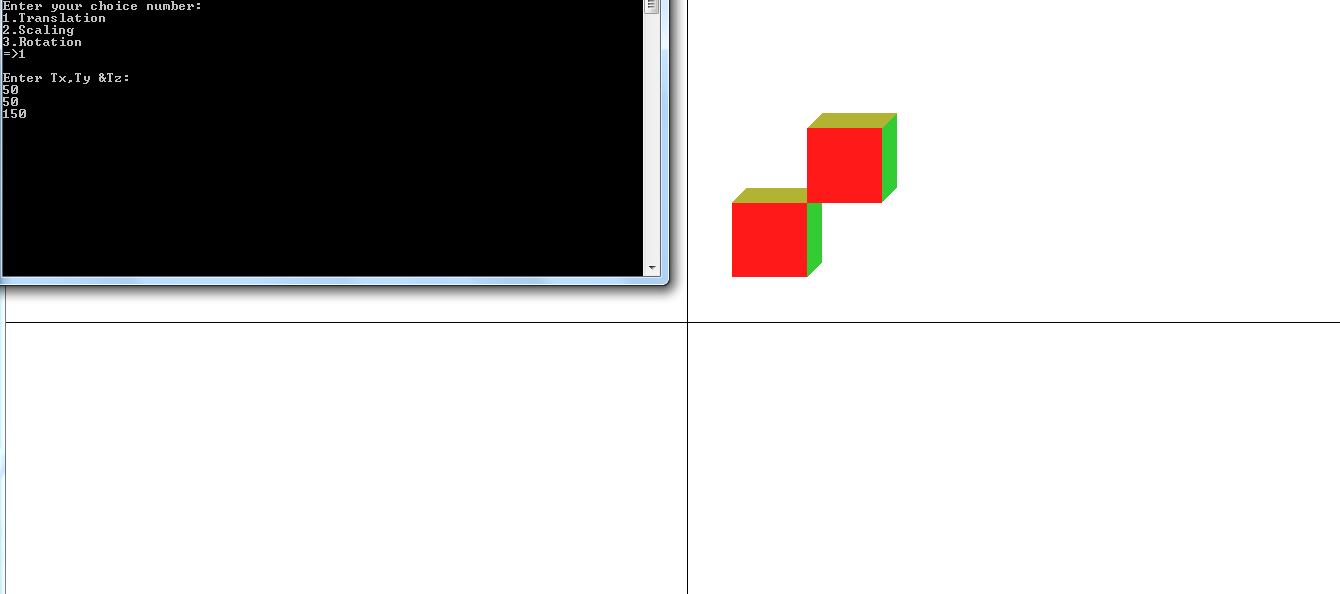 Enter your choice number:
1.Translation
2.Scaling
3.Rotation
=>1
Enter Tx,Ty &Tz:
50
50
150